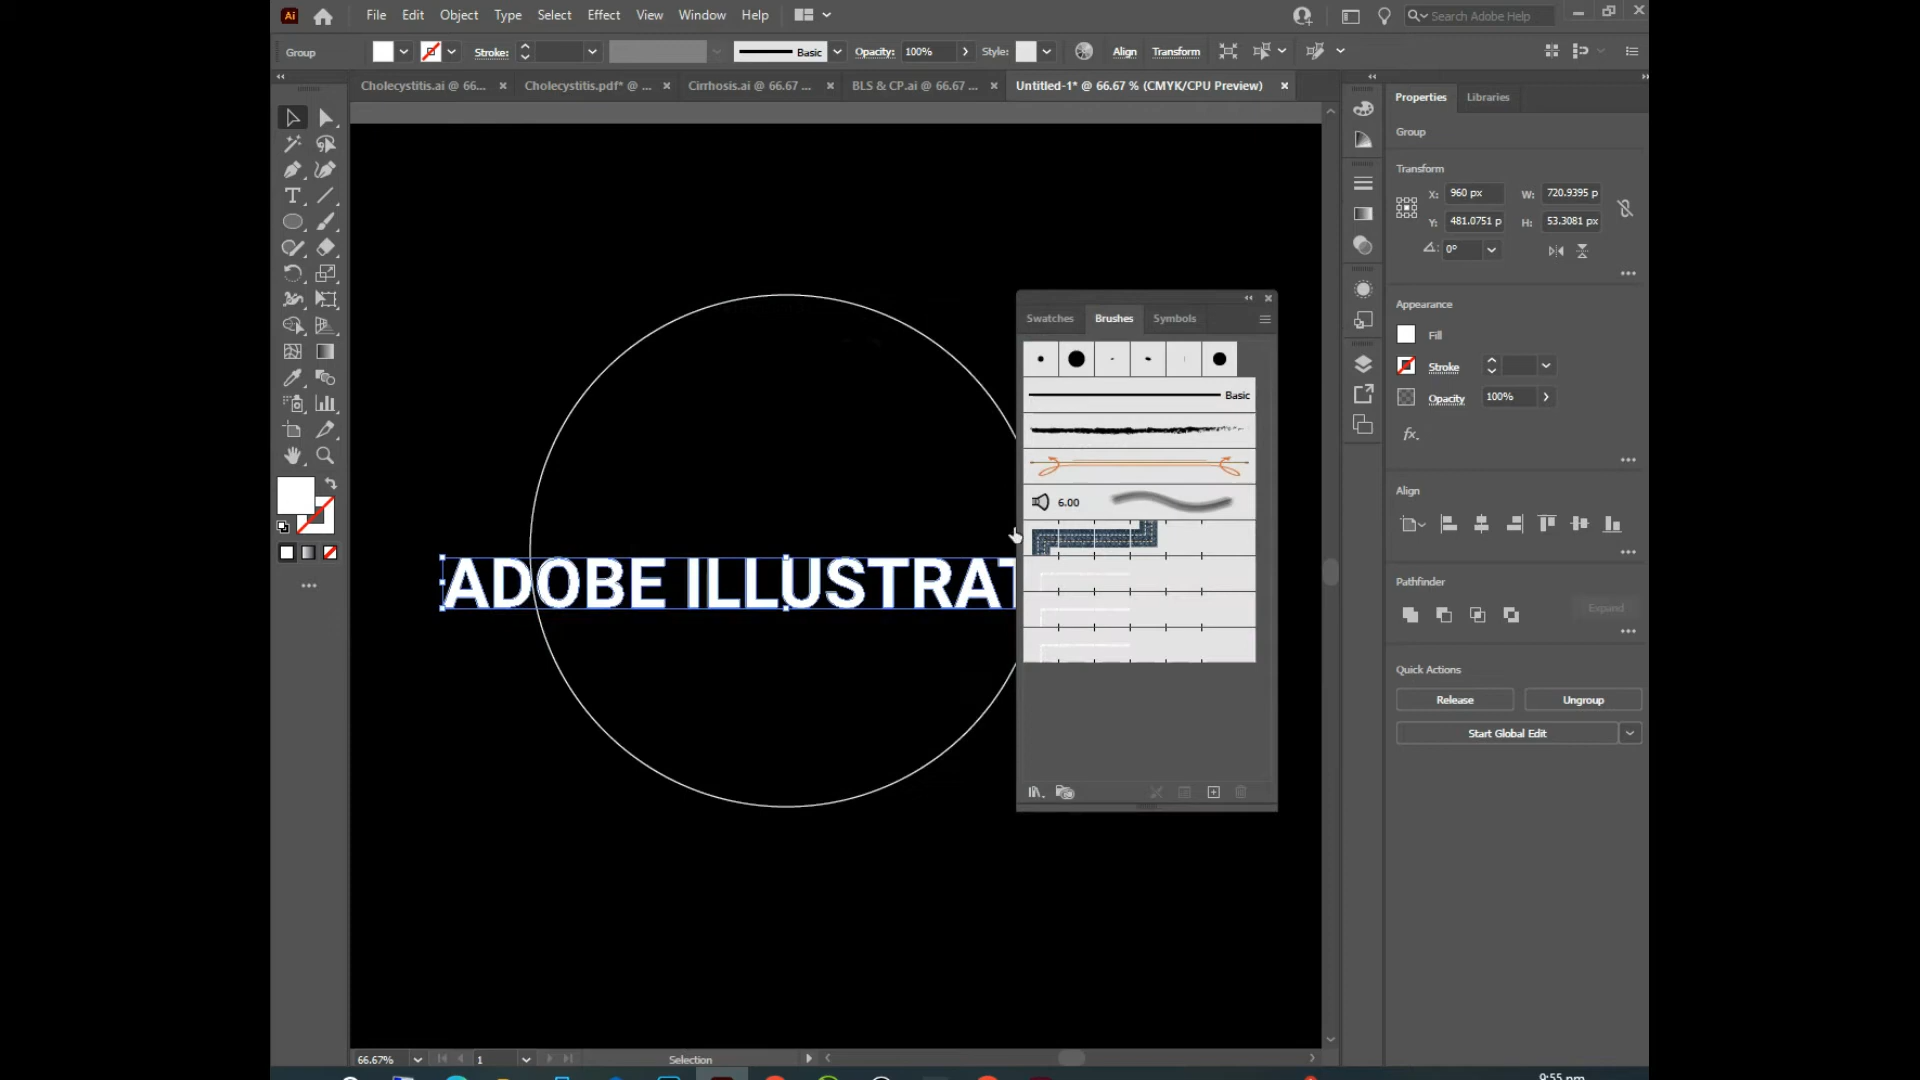 Ai File Edit Object Type Select Effect View Window Help Search Adobe Help
Group Stroke: Basic Opacity: 100% Style: Align Transform
Cholecystitis.ai @ 66... × Cholecystitis.pdf* @ ... × Cirrhosis.ai @ 66.67 ... × BLS & CP.ai @ 66.67 ... × Untitled-1* @ 66.67 % (CMYK/CPU Preview) ×
Properties Libraries
Group
Transform
X: 960 px W: 720.9395 p
Y: 481.0751 p H: 53.3081 px
0°
Appearance
Fill
Stroke
Opacity 100%
fx.
Align
Pathfinder
Expand
Quick Actions
Release Ungroup
Start Global Edit
Swatches Brushes Symbols
Basic
6.00
ADOBE ILLUSTRAT
66.67% 1 Selection
9:55 pm